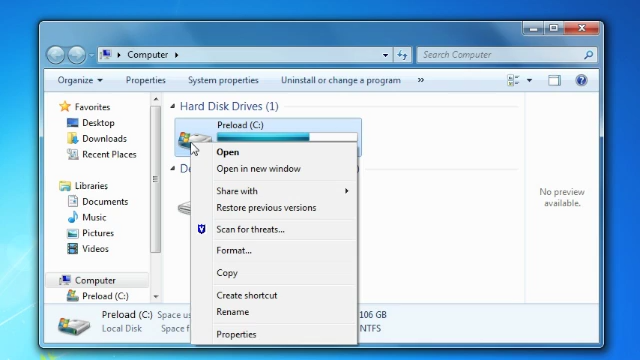 Computer
Search Computer
Organize
Properties
System properties
Uninstall or change a program
»
Favorites
Desktop
Downloads
Recent Places
Libraries
Documents
Music
Pictures
Videos
Computer
Preload (C:)
Hard Disk Drives (1)
Preload (C:)
Open
Open in new window
Share with
Restore previous versions
Scan for threats...
Format...
Copy
Create shortcut
Rename
Properties
No preview
available.
Preload (C:) Space
106 GB
Local Disk Space
NTFS